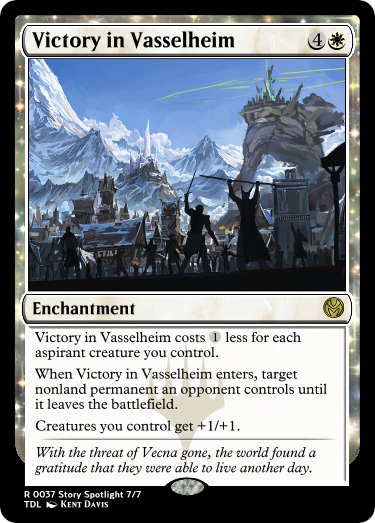 Victory in Vasselheim 4
Enchantment
Victory in Vasselheim costs 1 less for each
aspirant creature you control.
When Victory in Vasselheim enters, target
nonland permanent an opponent controls until
it leaves the battlefield.
Creatures you control get +1/+1.
With the threat of Vecna gone, the world found a
gratitude that they were able to live another day.
R 0037 Story Spotlight 7/7
TDL Kent Davis